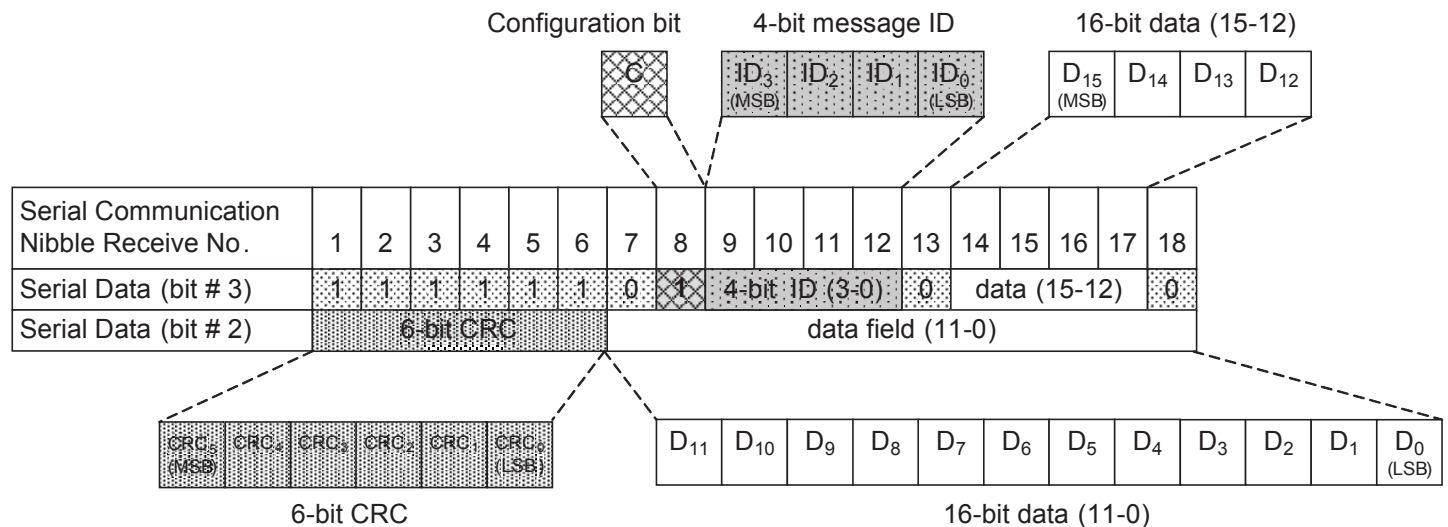 Configuration bit 4-bit message ID 16-bit data (15-12)
C ID3 ID2 ID1 ID0 D15 D14 D13 D12
(MSB) (LSB) (MSB)
Serial Communication
Nibble Receive No. 1 2 3 4 5 6 7 8 9 10 11 12 13 14 15 16 17 18
Serial Data (bit # 3) 1 1 1 1 1 1 0 1 4-bit ID (3-0) 0 data (15-12) 0
Serial Data (bit # 2) 6-bit CRC data field (11-0)
CRC5 CRC4 CRC3 CRC2 CRC1 CRC0 D11 D10 D9 D8 D7 D6 D5 D4 D3 D2 D1 D0
(MSB) (LSB) (LSB)
6-bit CRC 16-bit data (11-0)